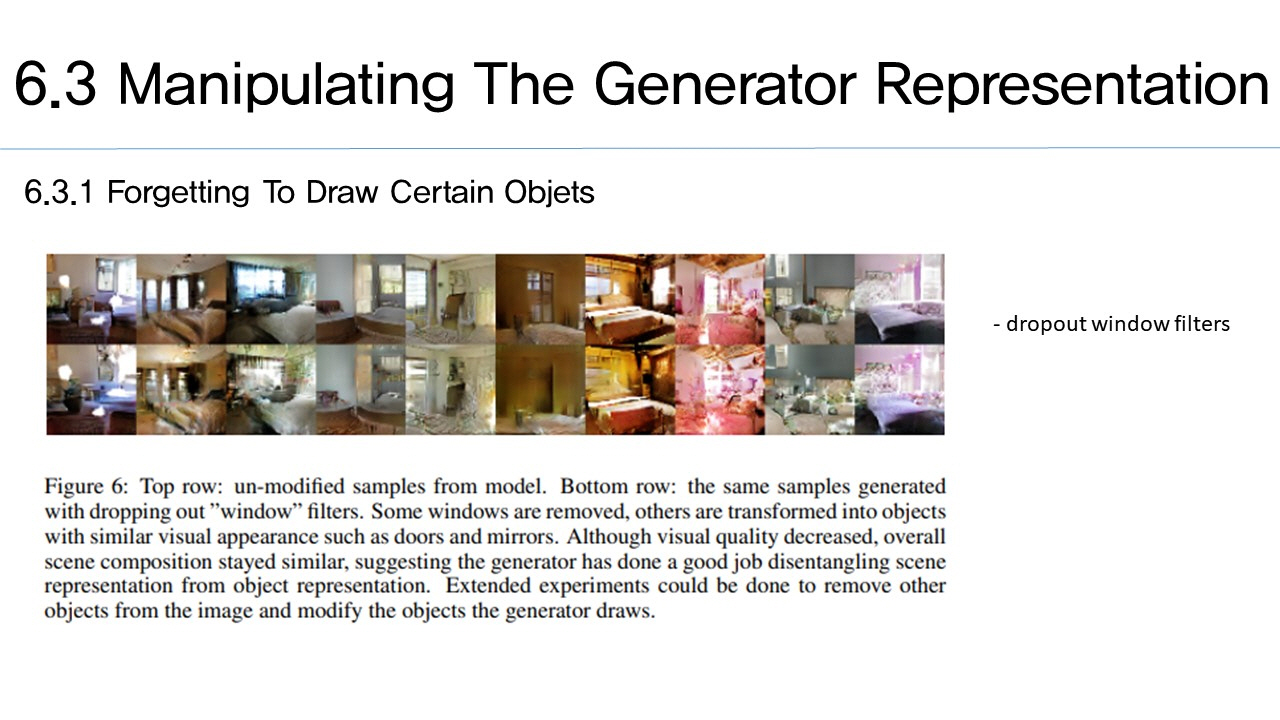 6.3 Manipulating The Generator Representation
6.3.1 Forgetting To Draw Certain Objets
- dropout window filters
Figure 6: Top row: un-modified samples from model. Bottom row: the same samples generated
with dropping out ”window” filters. Some windows are removed, others are transformed into objects
with similar visual appearance such as doors and mirrors. Although visual quality decreased, overall
scene composition stayed similar, suggesting the generator has done a good job disentangling scene
representation from object representation. Extended experiments could be done to remove other
objects from the image and modify the objects the generator draws.